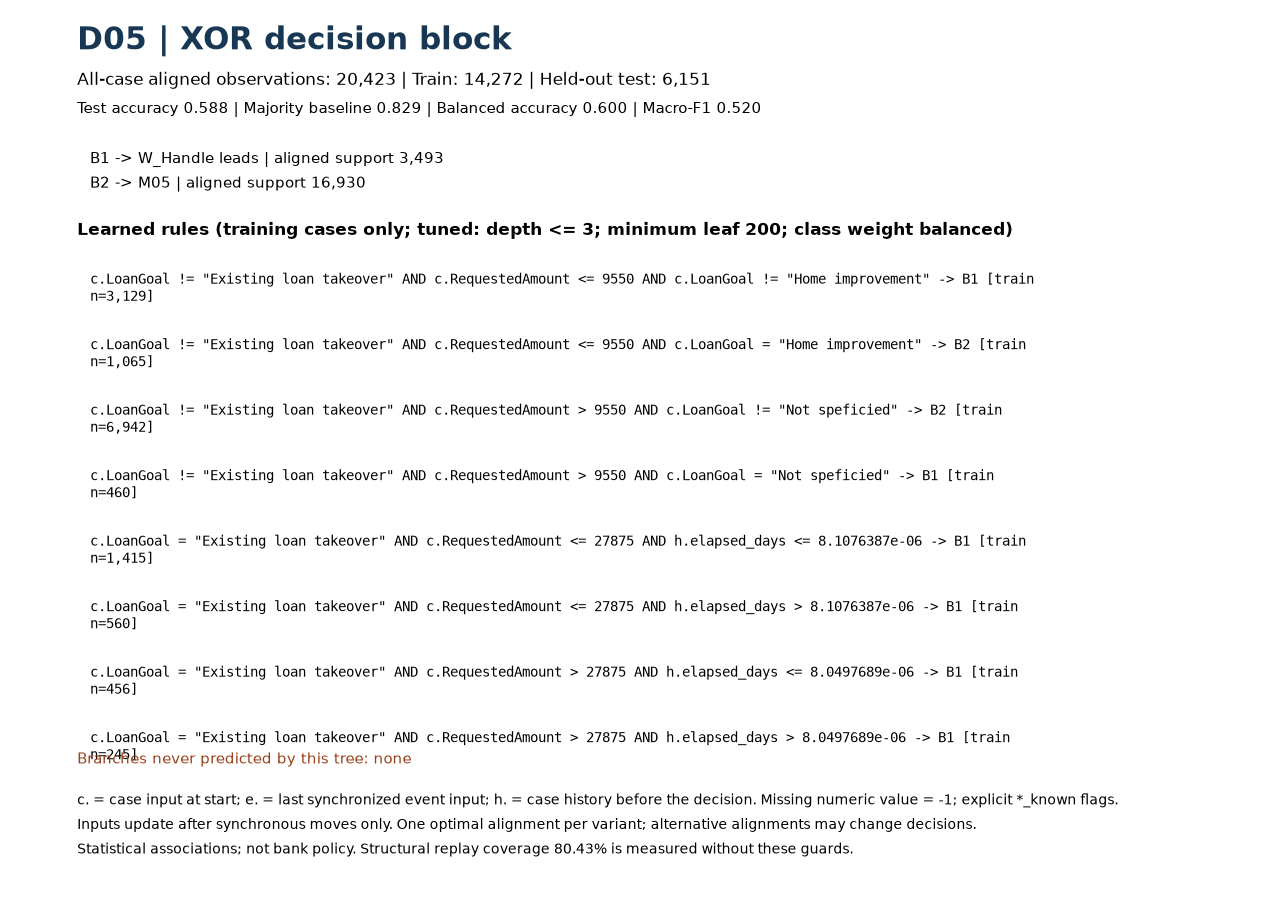 D05 | XOR decision block
All-case aligned observations: 20,423 | Train: 14,272 | Held-out test: 6,151
Test accuracy 0.588 | Majority baseline 0.829 | Balanced accuracy 0.600 | Macro-F1 0.520
B1 -> W_Handle leads | aligned support 3,493
B2 -> M05 | aligned support 16,930
Learned rules (training cases only; tuned: depth <= 3; minimum leaf 200; class weight balanced)
c.LoanGoal != "Existing loan takeover" AND c.RequestedAmount <= 9550 AND c.LoanGoal != "Home improvement" -> B1 [train
n=3,129]
c.LoanGoal != "Existing loan takeover" AND c.RequestedAmount <= 9550 AND c.LoanGoal = "Home improvement" -> B2 [train
n=1,065]
c.LoanGoal != "Existing loan takeover" AND c.RequestedAmount > 9550 AND c.LoanGoal != "Not speficied" -> B2 [train
n=6,942]
c.LoanGoal != "Existing loan takeover" AND c.RequestedAmount > 9550 AND c.LoanGoal = "Not speficied" -> B1 [train
n=460]
c.LoanGoal = "Existing loan takeover" AND c.RequestedAmount <= 27875 AND h.elapsed_days <= 8.1076387e-06 -> B1 [train
n=1,415]
c.LoanGoal = "Existing loan takeover" AND c.RequestedAmount <= 27875 AND h.elapsed_days > 8.1076387e-06 -> B1 [train
n=560]
c.LoanGoal = "Existing loan takeover" AND c.RequestedAmount > 27875 AND h.elapsed_days <= 8.0497689e-06 -> B1 [train
n=456]
c.LoanGoal = "Existing loan takeover" AND c.RequestedAmount > 27875 AND h.elapsed_days > 8.0497689e-06 -> B1 [train
n=245]
Branches never predicted by this tree: none
c. = case input at start; e. = last synchronized event input; h. = case history before the decision. Missing numeric value = -1; explicit *_known flags.
Inputs update after synchronous moves only. One optimal alignment per variant; alternative alignments may change decisions.
Statistical associations; not bank policy. Structural replay coverage 80.43% is measured without these guards.